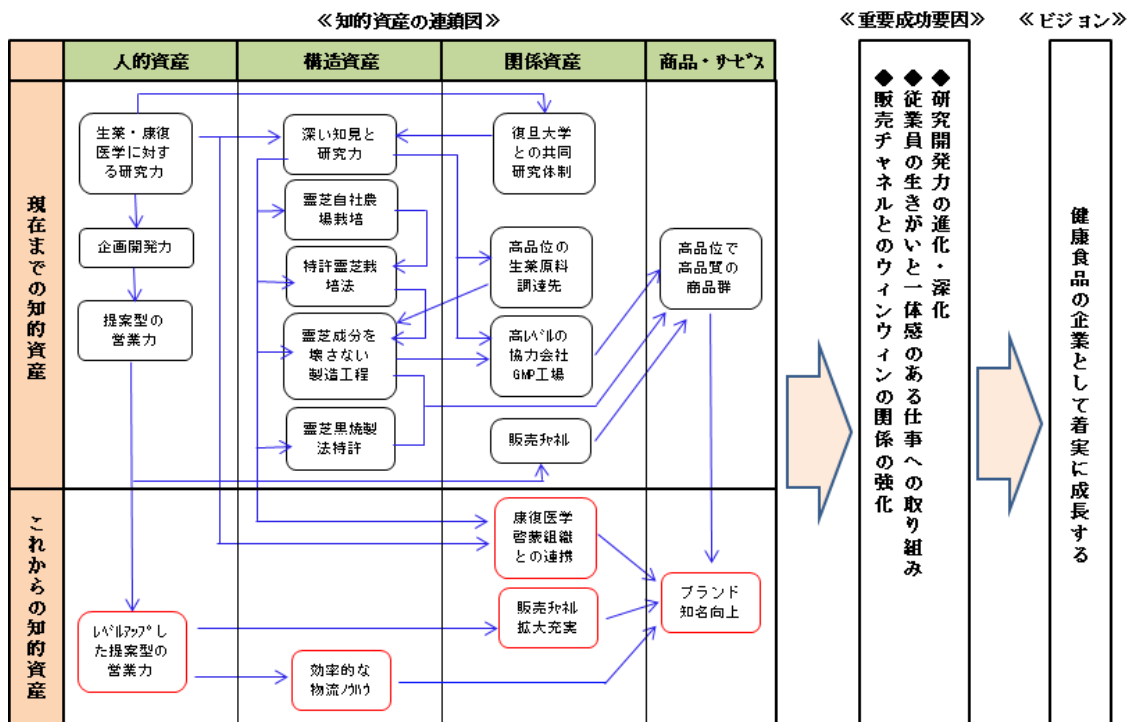 ≪知的資産の連鎖図≫
≪重要成功要因≫
≪ビジョン≫
人的資産
構造資産
関係資産
商品・ｻｰﾋﾞｽ
現在までの知的資産
生薬・康復
医学に対す
る研究力
企画開発力
提案型の
営業力
深い知見と
研究力
霊芝自社農
場栽培
特許霊芝栽
培法
霊芝成分を
壊さない
製造工程
霊芝黒焼製
法特許
復旦大学
との共同
研究体制
高品位の
生薬原料
調達先
高ﾚﾍﾞﾙの
協力会社
GMP工場
販売ﾁｬﾈﾙ
高品位で
高品質の
商品群
これからの知的資産
ﾚﾍﾞﾙｱｯﾌﾟし
た提案型の
営業力
効率的な
物流ﾉｳﾊｳ
康復医学
啓蒙組織
との連携
販売ﾁｬﾈﾙ
拡大充実
ブランド
知名向上
◆研究開発力の進化・深化
◆従業員の生きがいと一体感のある仕事への取り組み
◆販売チャネルとのウィンウィンの関係の強化
健康食品の企業として着実に成長する